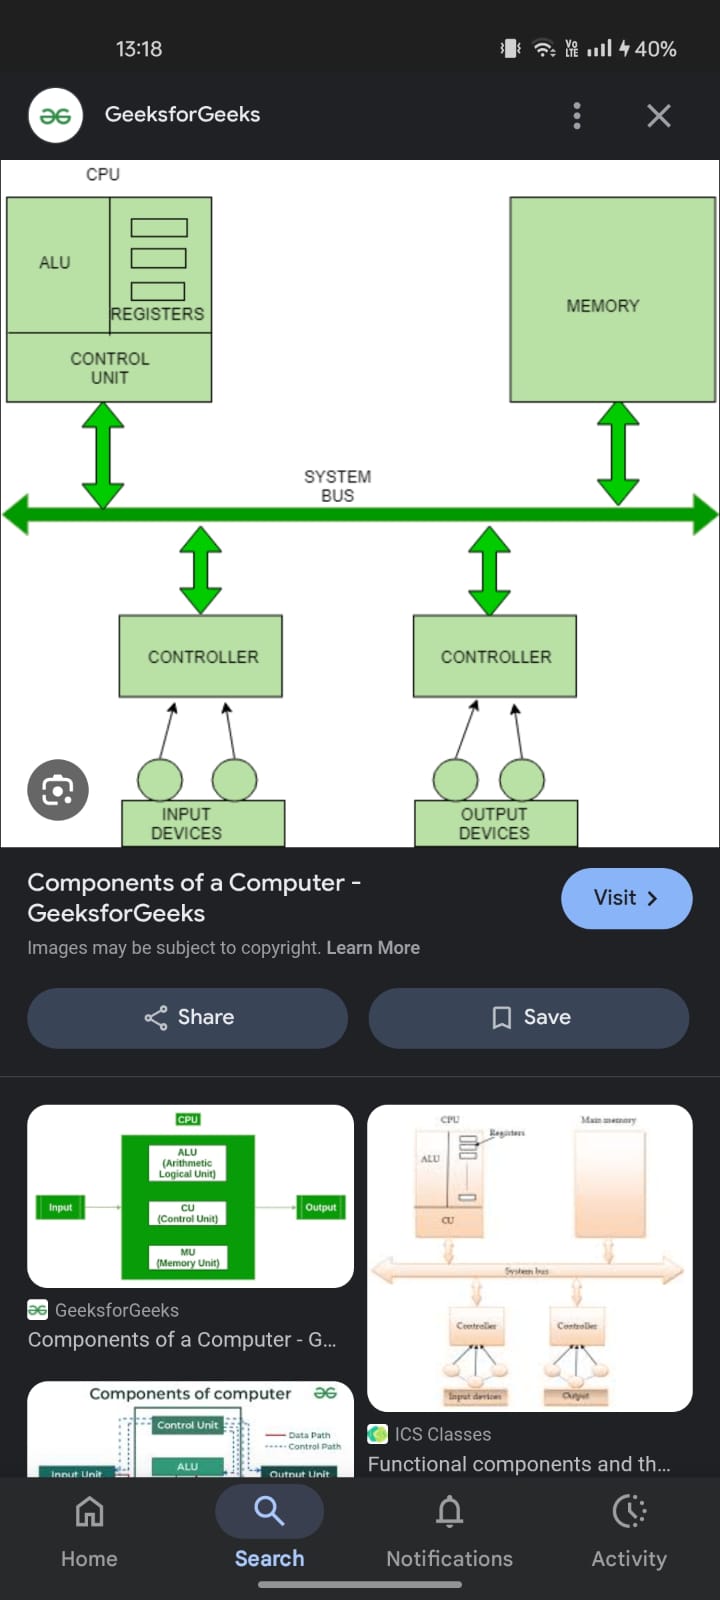 13:18
Vo
LTE
40%
GeeksforGeeks
CPU
ALU
REGISTERS
CONTROL
UNIT
MEMORY
SYSTEM
BUS
CONTROLLER
CONTROLLER
INPUT
DEVICES
OUTPUT
DEVICES
Components of a Computer -
GeeksforGeeks
Visit
Images may be subject to copyright. Learn More
Share
Save
CPU
ALU
(Arithmetic
Logical Unit)
Input
CU
(Control Unit)
Output
MU
(Memory Unit)
GeeksforGeeks
Components of a Computer - G...
CPU
Main memory
Registers
ALU
CU
System bus
Controller
Controller
Input devices
Output
ICS Classes
Functional components and th...
Components of computer
Control Unit
Data Path
Control Path
ALU
Input Unit
Output Unit
Home
Search
Notifications
Activity